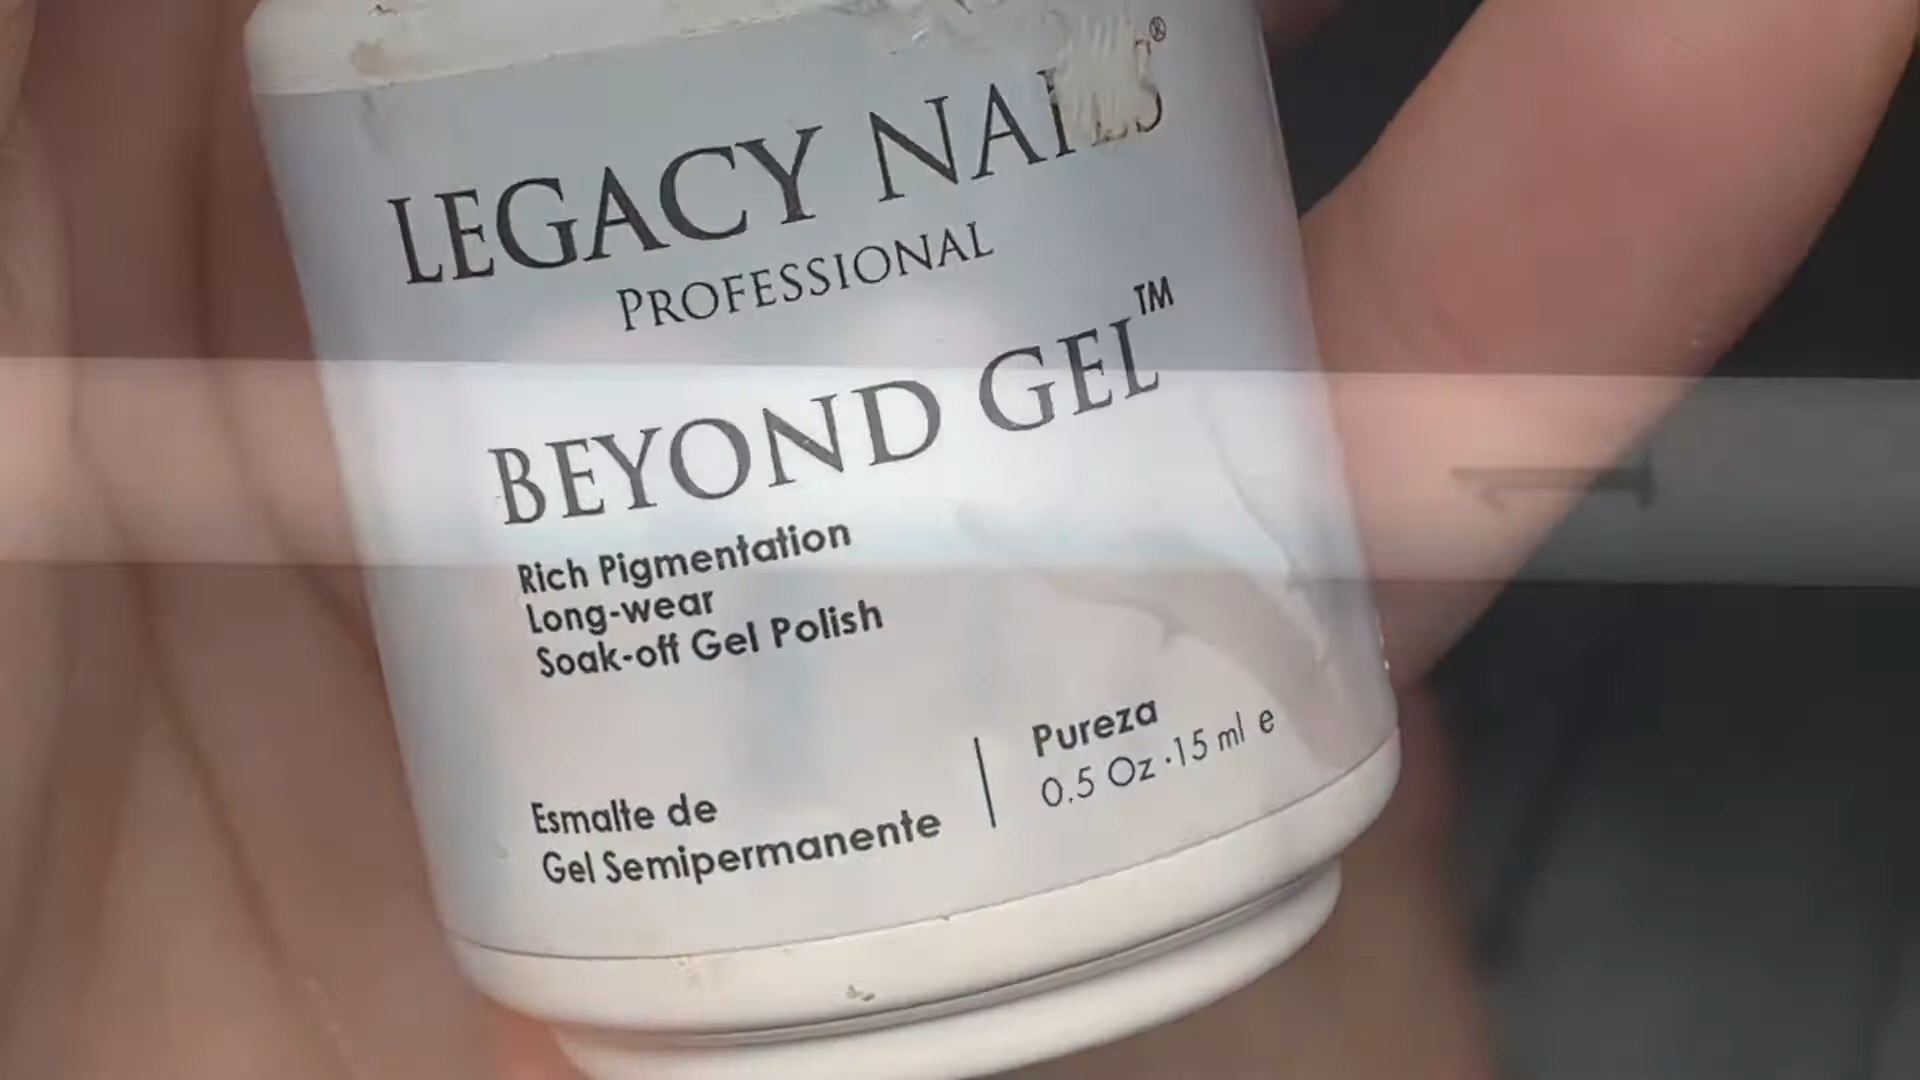 LEGACY NAILS®
PROFESSIONAL
BEYOND GEL™
Rich Pigmentation
Long-wear
Soak-off Gel Polish
Esmalte de
Gel Semipermanente
Pureza
0.5 Oz · 15 ml e